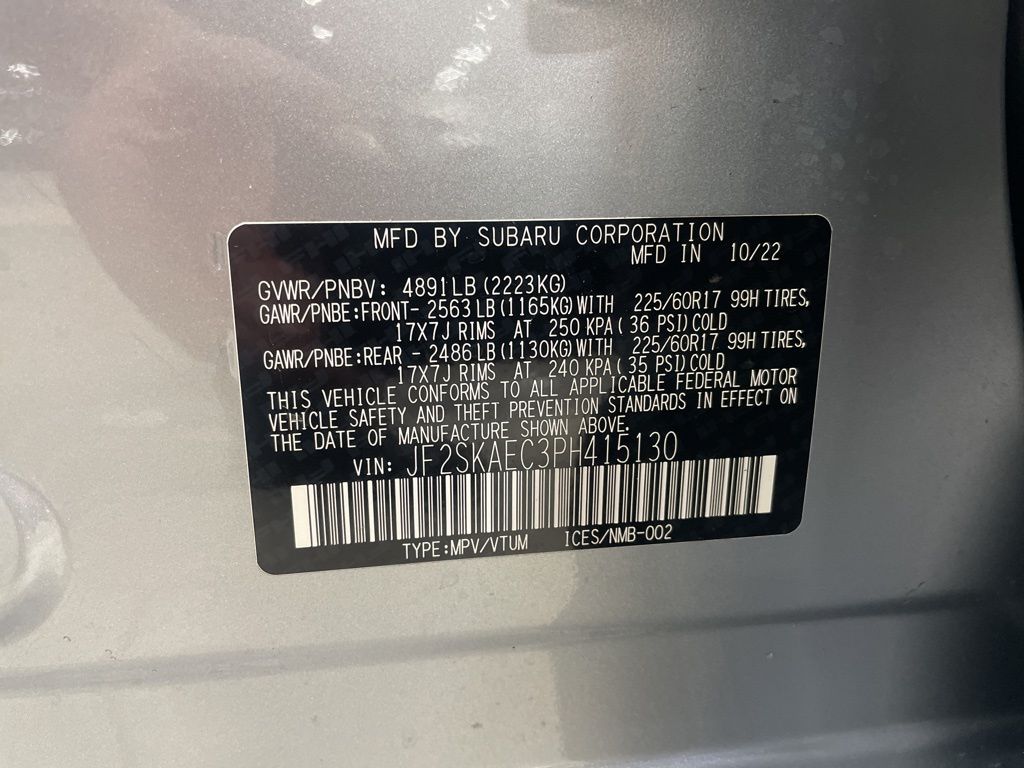 MFD BY SUBARU CORPORATION
MFD IN 10/22
GVWR/PNBV: 4891LB (2223KG)
GAWR/PNBE:FRONT- 2563 LB (1165KG) WITH 225/60R17 99H TIRES,
17X7J RIMS AT 250 KPA ( 36 PSI) COLD
GAWR/PNBE:REAR - 2486 LB (1130KG) WITH 225/60R17 99H TIRES,
17X7J RIMS AT 240 KPA ( 35 PSI) COLD
THIS VEHICLE CONFORMS TO ALL APPLICABLE FEDERAL MOTOR
VEHICLE SAFETY AND THEFT PREVENTION STANDARDS IN EFFECT ON
THE DATE OF MANUFACTURE SHOWN ABOVE.
VIN: JF2SKAEC3PH415130
TYPE:MPV/VTUM ICES/NMB-002